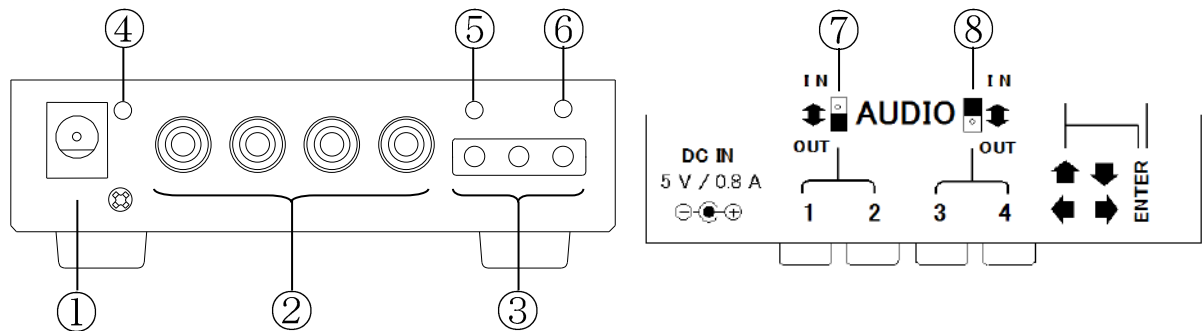 ④ ⑤ ⑥
① ② ③
⑦ ⑧
IN IN
AUDIO
OUT OUT
DC IN
5 V / 0.8 A
1 2 3 4
ENTER